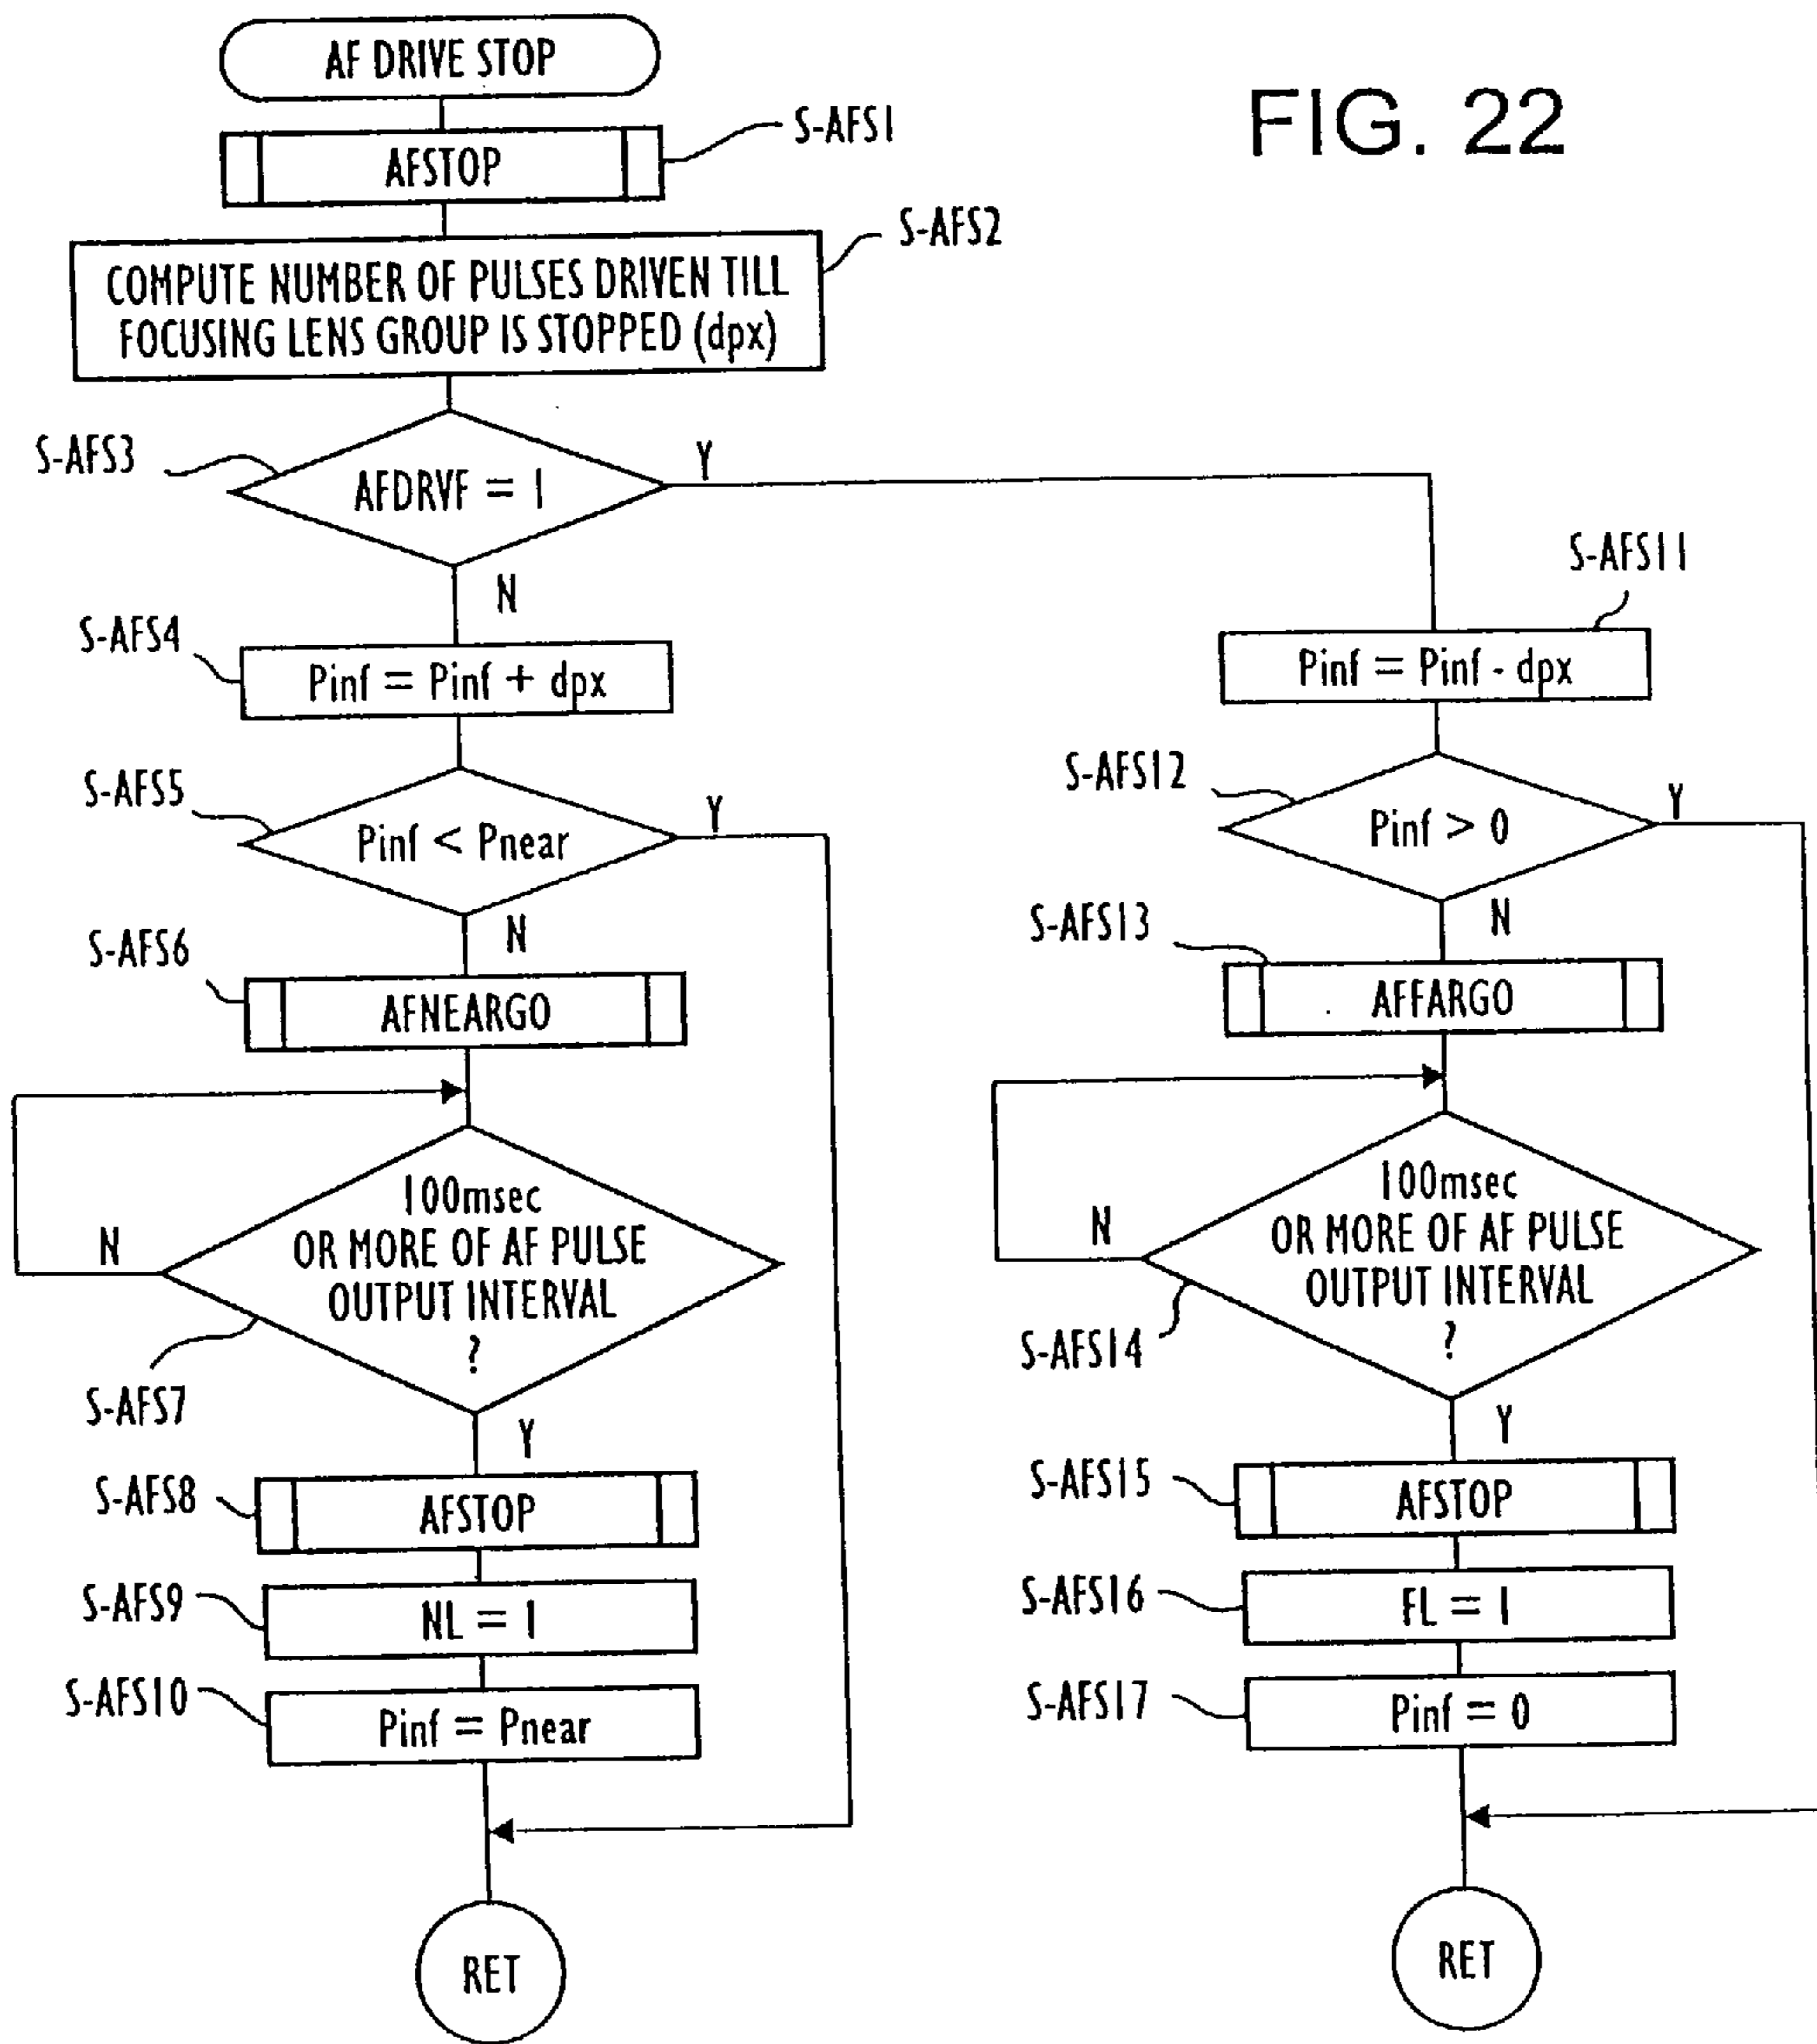 AF DRIVE STOP
FIG. 22
S-AFS1
AFSTOP
S-AFS2
COMPUTE NUMBER OF PULSES DRIVEN TILL
FOCUSING LENS GROUP IS STOPPED (dpx)
S-AFS3
AFDRVF = 1
Y
N
S-AFS4
Pinf = Pinf + dpx
S-AFS5
Pinf < Pnear
Y
N
S-AFS6
AFNEARGO
100msec
OR MORE OF AF PULSE
OUTPUT INTERVAL
?
N
S-AFS7
Y
S-AFS8
AFSTOP
S-AFS9
NL = 1
S-AFS10
Pinf = Pnear
RET
S-AFS11
Pinf = Pinf - dpx
S-AFS12
Pinf > 0
Y
N
S-AFS13
AFFARGO
100msec
OR MORE OF AF PULSE
OUTPUT INTERVAL
?
N
S-AFS14
Y
S-AFS15
AFSTOP
S-AFS16
FL = 1
S-AFS17
Pinf = 0
RET